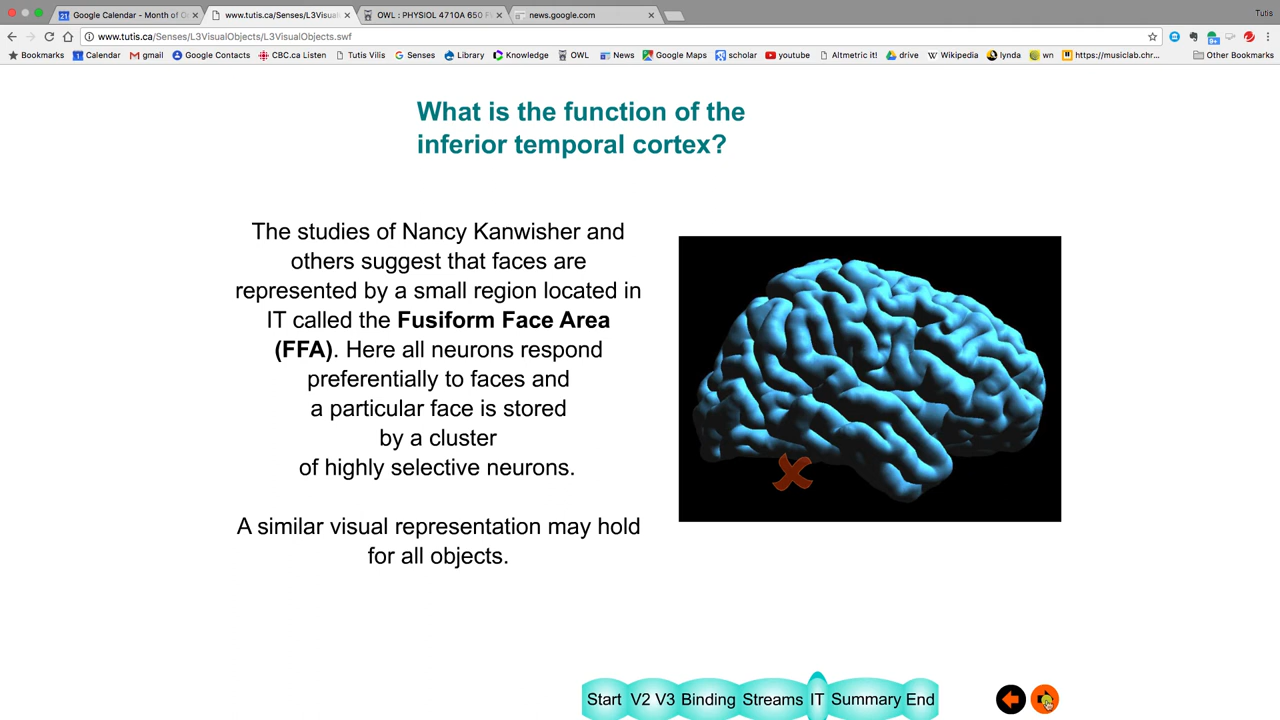 Google Calendar - Month of O
www.tutis.ca/Senses/L3Visual
OWL : PHYSIOL 4710A 650 F
news.google.com
Tutis
www.tutis.ca/Senses/L3VisualObjects/L3VisualObjects.swf
Bookmarks Calendar gmail Google Contacts CBC.ca Listen Tutis Vilis Senses Library Knowledge OWL News Google Maps scholar youtube Altmetric it! drive Wikipedia lynda wn https://musiclab.chr... Other Bookmarks
What is the function of the
inferior temporal cortex?
The studies of Nancy Kanwisher and
others suggest that faces are
represented by a small region located in
IT called the Fusiform Face Area
(FFA). Here all neurons respond
preferentially to faces and
a particular face is stored
by a cluster
of highly selective neurons.
A similar visual representation may hold
for all objects.
Start V2 V3 Binding Streams IT Summary End